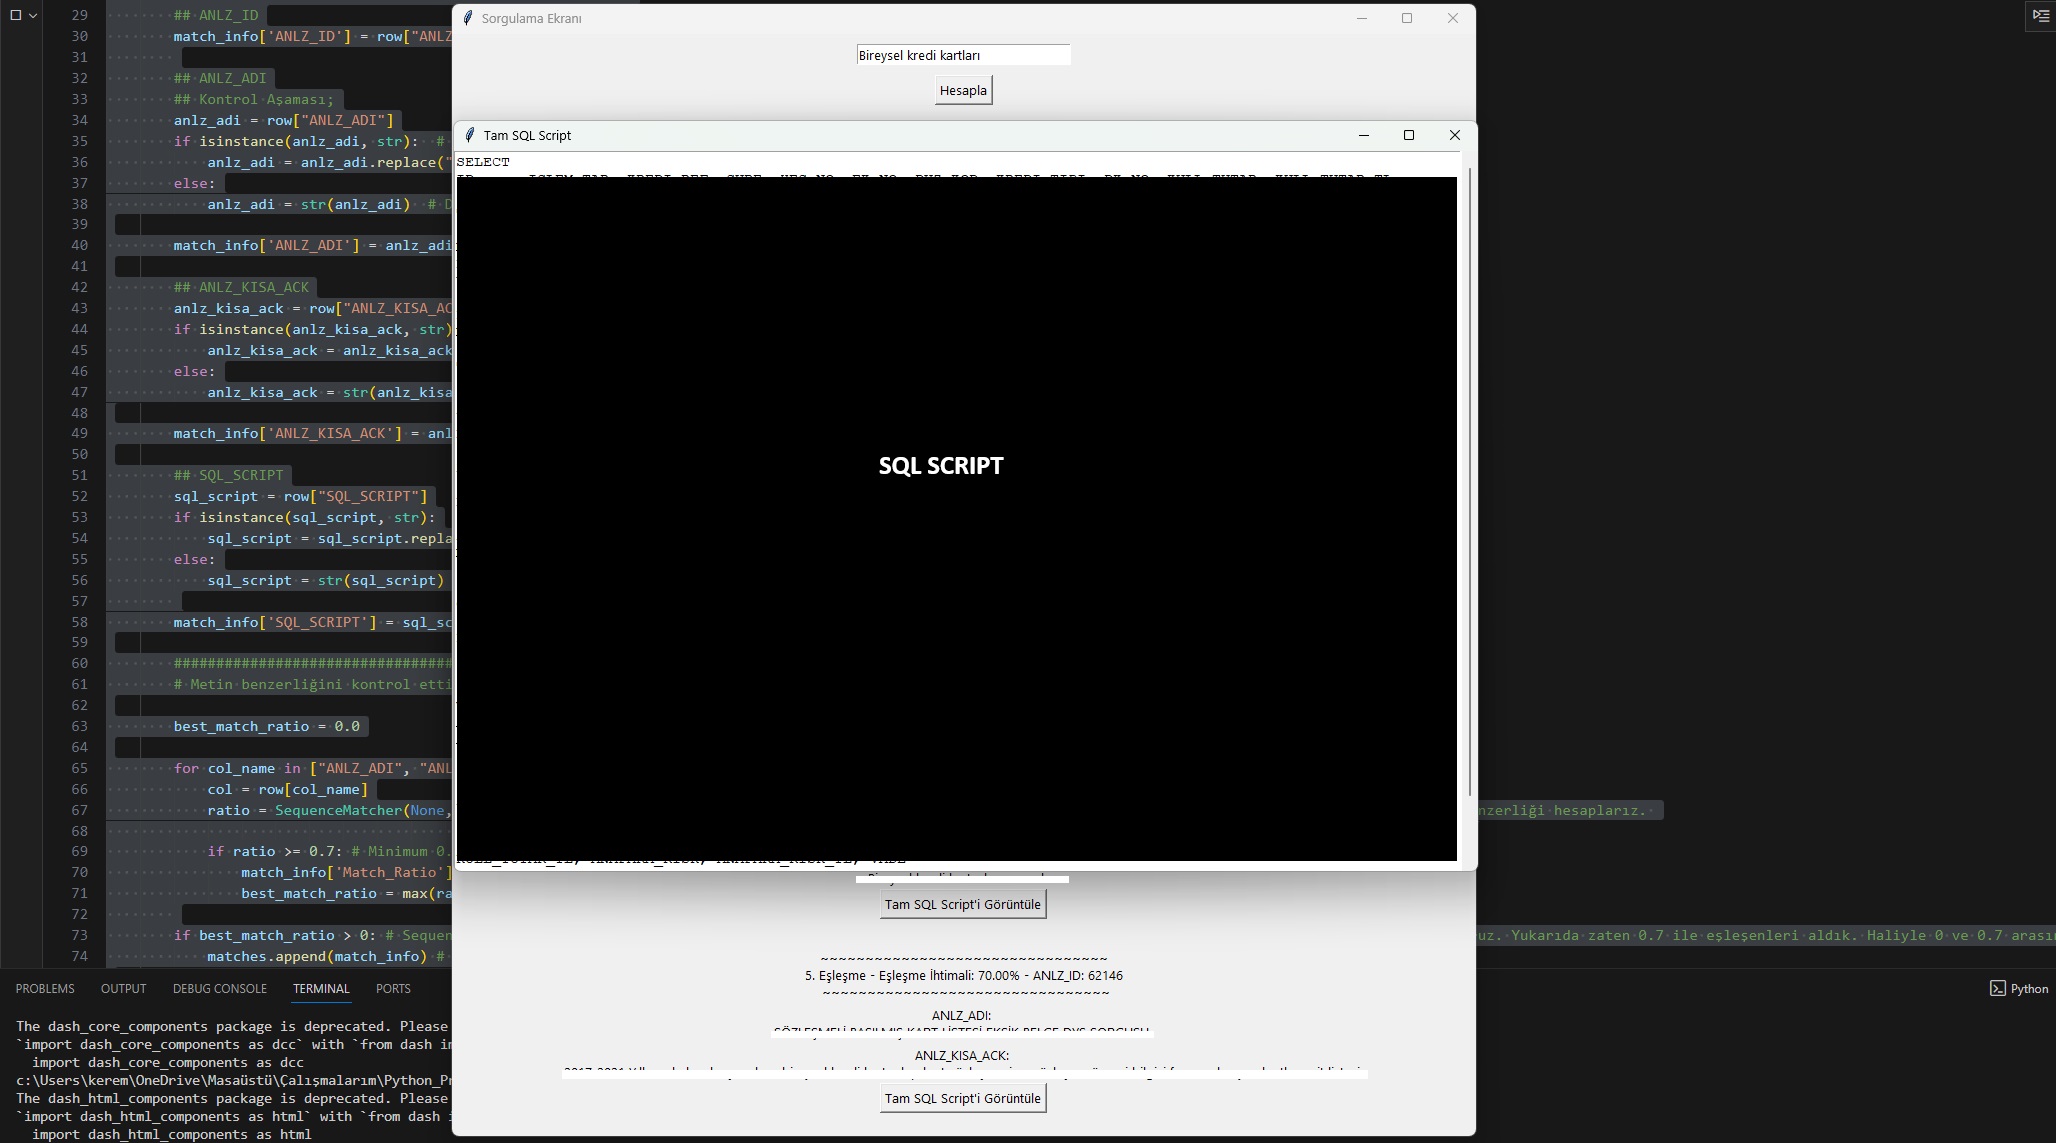 29 ## ANLZ_ID
30 match_info['ANLZ_ID'] = row["ANLZ
31
32 ## ANLZ_ADI
33 ## Kontrol Aşaması;
34 anlz_adi = row["ANLZ_ADI"]
35 if isinstance(anlz_adi, str): #
36 anlz_adi = anlz_adi.replace("
37 else:
38 anlz_adi = str(anlz_adi) # D
39
40 match_info['ANLZ_ADI'] = anlz_adi
41
42 ## ANLZ_KISA_ACK
43 anlz_kisa_ack = row["ANLZ_KISA_AC
44 if isinstance(anlz_kisa_ack, str)
45 anlz_kisa_ack = anlz_kisa_ack
46 else:
47 anlz_kisa_ack = str(anlz_kisa
48
49 match_info['ANLZ_KISA_ACK'] = anl
50
51 ## SQL_SCRIPT
52 sql_script = row["SQL_SCRIPT"]
53 if isinstance(sql_script, str):
54 sql_script = sql_script.repla
55 else:
56 sql_script = str(sql_script)
57
58 match_info['SQL_SCRIPT'] = sql_sc
59
60 #################################
61 # Metin benzerliğini kontrol etti
62
63 best_match_ratio = 0.0
64
65 for col_name in ["ANLZ_ADI", "ANL
66 col = row[col_name]
67 ratio = SequenceMatcher(None, nzerliği hesaplarız.
68
69 if ratio >= 0.7: # Minimum 0.
70 match_info['Match_Ratio']
71 best_match_ratio = max(ra
72
73 if best_match_ratio > 0: # Sequen uz. Yukarıda zaten 0.7 ile eşleşenleri aldık. Haliyle 0 ve 0.7 arası
74 matches.append(match_info) #
Sorgulama Ekranı
Bireysel kredi kartları
Hesapla
Tam SQL Script
SELECT
SQL SCRIPT
Tam SQL Script'i Görüntüle
~~~~~~~~~~~~~~~~~~~~~~~~~~~~~~~~
5. Eşleşme - Eşleşme İhtimali: 70.00% - ANLZ_ID: 62146
~~~~~~~~~~~~~~~~~~~~~~~~~~~~~~~~
ANLZ_ADI:
ANLZ_KISA_ACK:
Tam SQL Script'i Görüntüle
PROBLEMS OUTPUT DEBUG CONSOLE TERMINAL PORTS
Python
The dash_core_components package is deprecated. Please
`import dash_core_components as dcc` with `from dash im
import dash_core_components as dcc
c:\Users\kerem\OneDrive\Masaüstü\Çalışmalarım\Python_Pr
The dash_html_components package is deprecated. Please
`import dash_html_components as html` with `from dash i
import dash_html_components as html